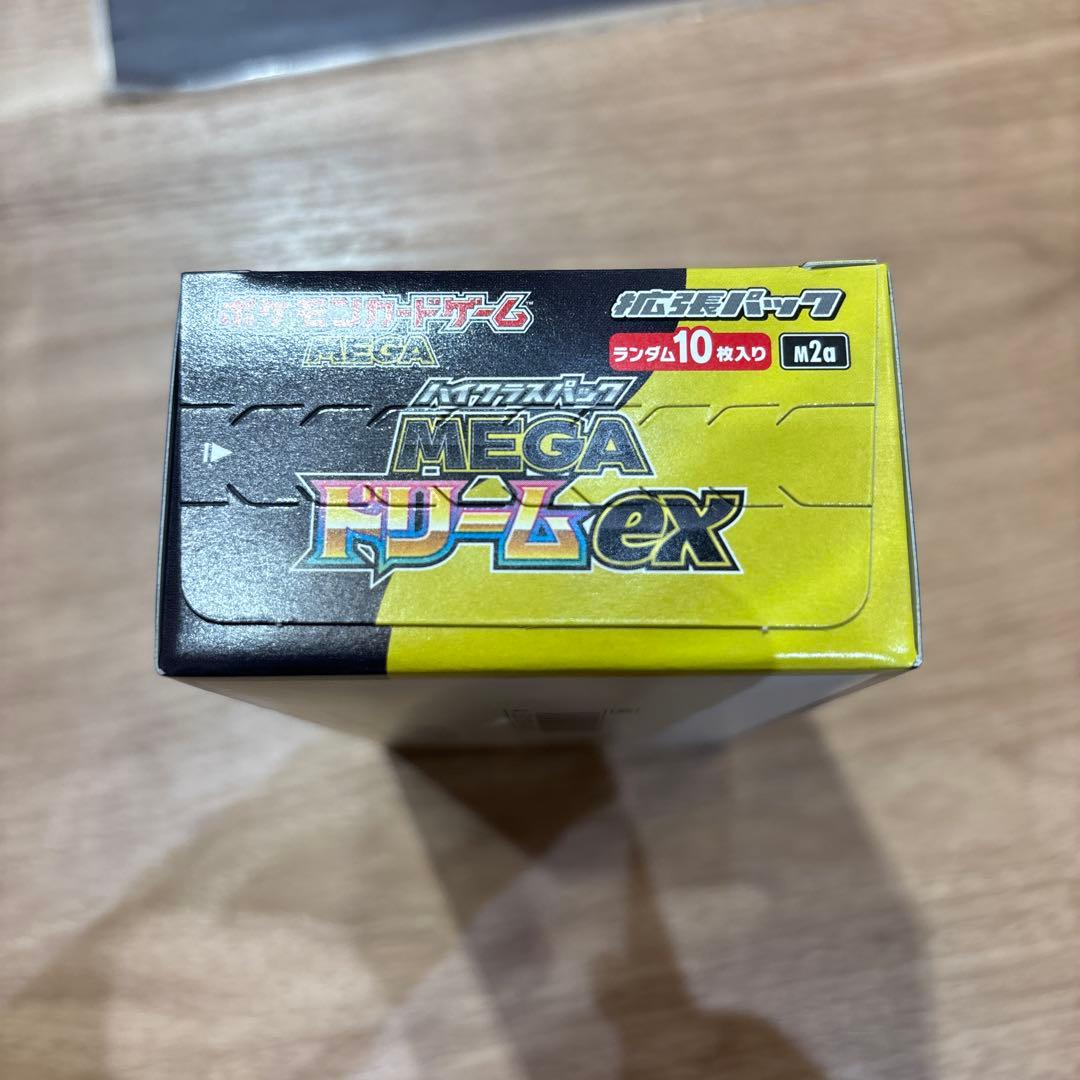 ポケモンカードゲーム™
MEGA
拡張パック
ランダム10枚入り M2a
ハイクラスパック
MEGA
ドリームex